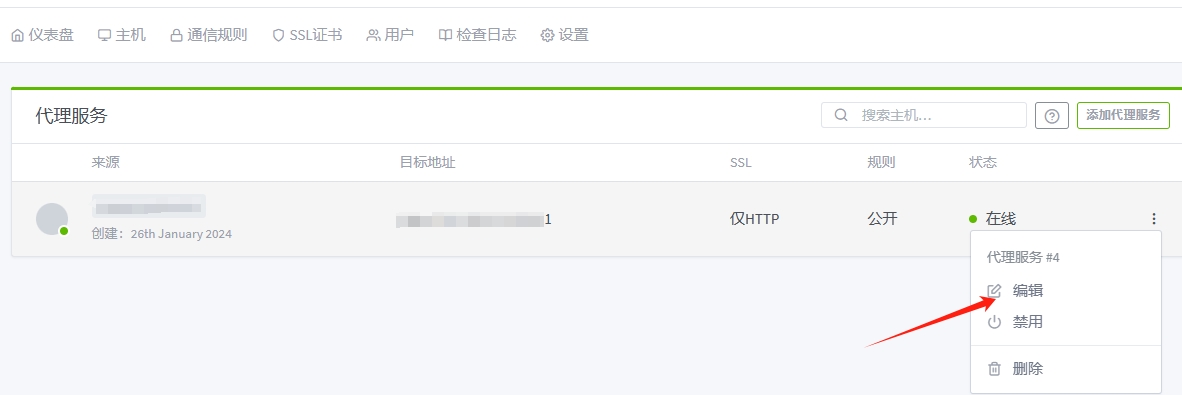 仪表盘 主机 通信规则 SSL证书 用户 检查日志 设置
代理服务 搜索主机... 添加代理服务
来源 目标地址 SSL 规则 状态
1 仅HTTP 公开 在线
创建：26th January 2024
代理服务 #4
编辑
禁用
删除